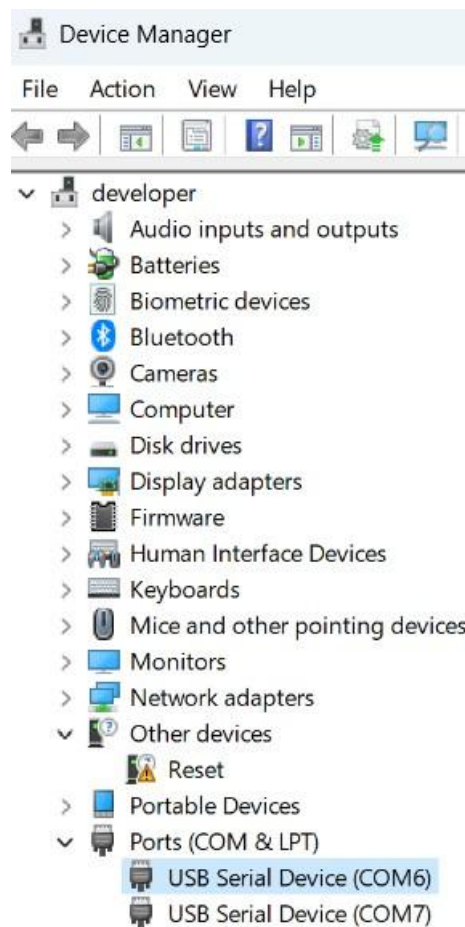 Device Manager
File Action View Help
developer
Audio inputs and outputs
Batteries
Biometric devices
Bluetooth
Cameras
Computer
Disk drives
Display adapters
Firmware
Human Interface Devices
Keyboards
Mice and other pointing devices
Monitors
Network adapters
Other devices
Reset
Portable Devices
Ports (COM & LPT)
USB Serial Device (COM6)
USB Serial Device (COM7)